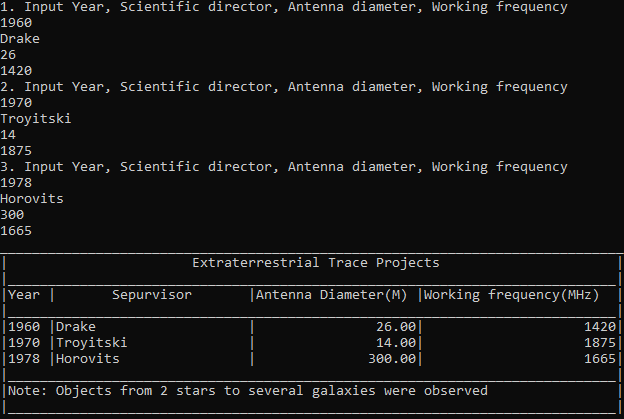 1. Input Year, Scientific director, Antenna diameter, Working frequency
1960
Drake
26
1420
2. Input Year, Scientific director, Antenna diameter, Working frequency
1970
Troyitski
14
1875
3. Input Year, Scientific director, Antenna diameter, Working frequency
1978
Horovits
300
1665
Extraterrestrial Trace Projects
|Year | Sepurvisor |Antenna Diameter(M) |Working frequency(MHz) |
|1960 |Drake | 26.00| 1420|
|1970 |Troyitski | 14.00| 1875|
|1978 |Horovits | 300.00| 1665|
|Note: Objects from 2 stars to several galaxies were observed |